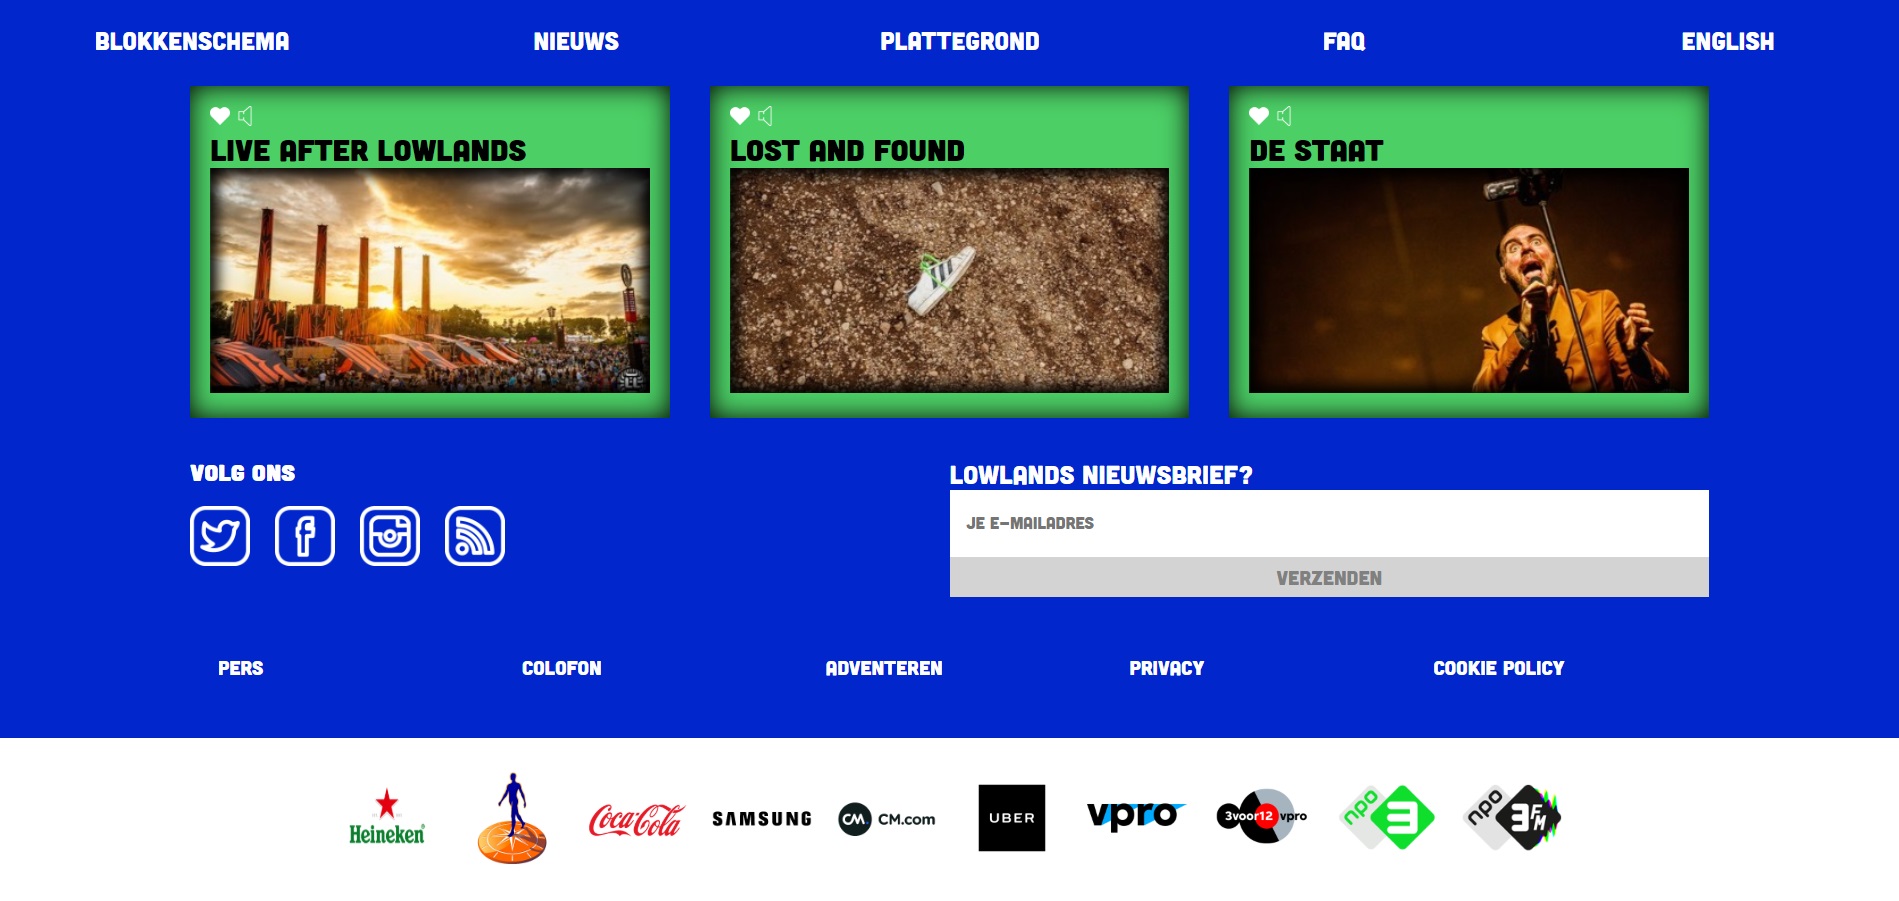 BLOKKENSCHEMA NIEUWS PLATTEGROND FAQ ENGLISH
LIVE AFTER LOWLANDS
LOST AND FOUND
DE STAAT
VOLG ONS
LOWLANDS NIEUWSBRIEF?
JE E-MAILADRES
VERZENDEN
PERS COLOFON ADVENTEREN PRIVACY COOKIE POLICY
Heineken
Coca-Cola
SAMSUNG
CM CM.com
UBER
vpro
3voor12 vpro
npo 3
npo 3FM